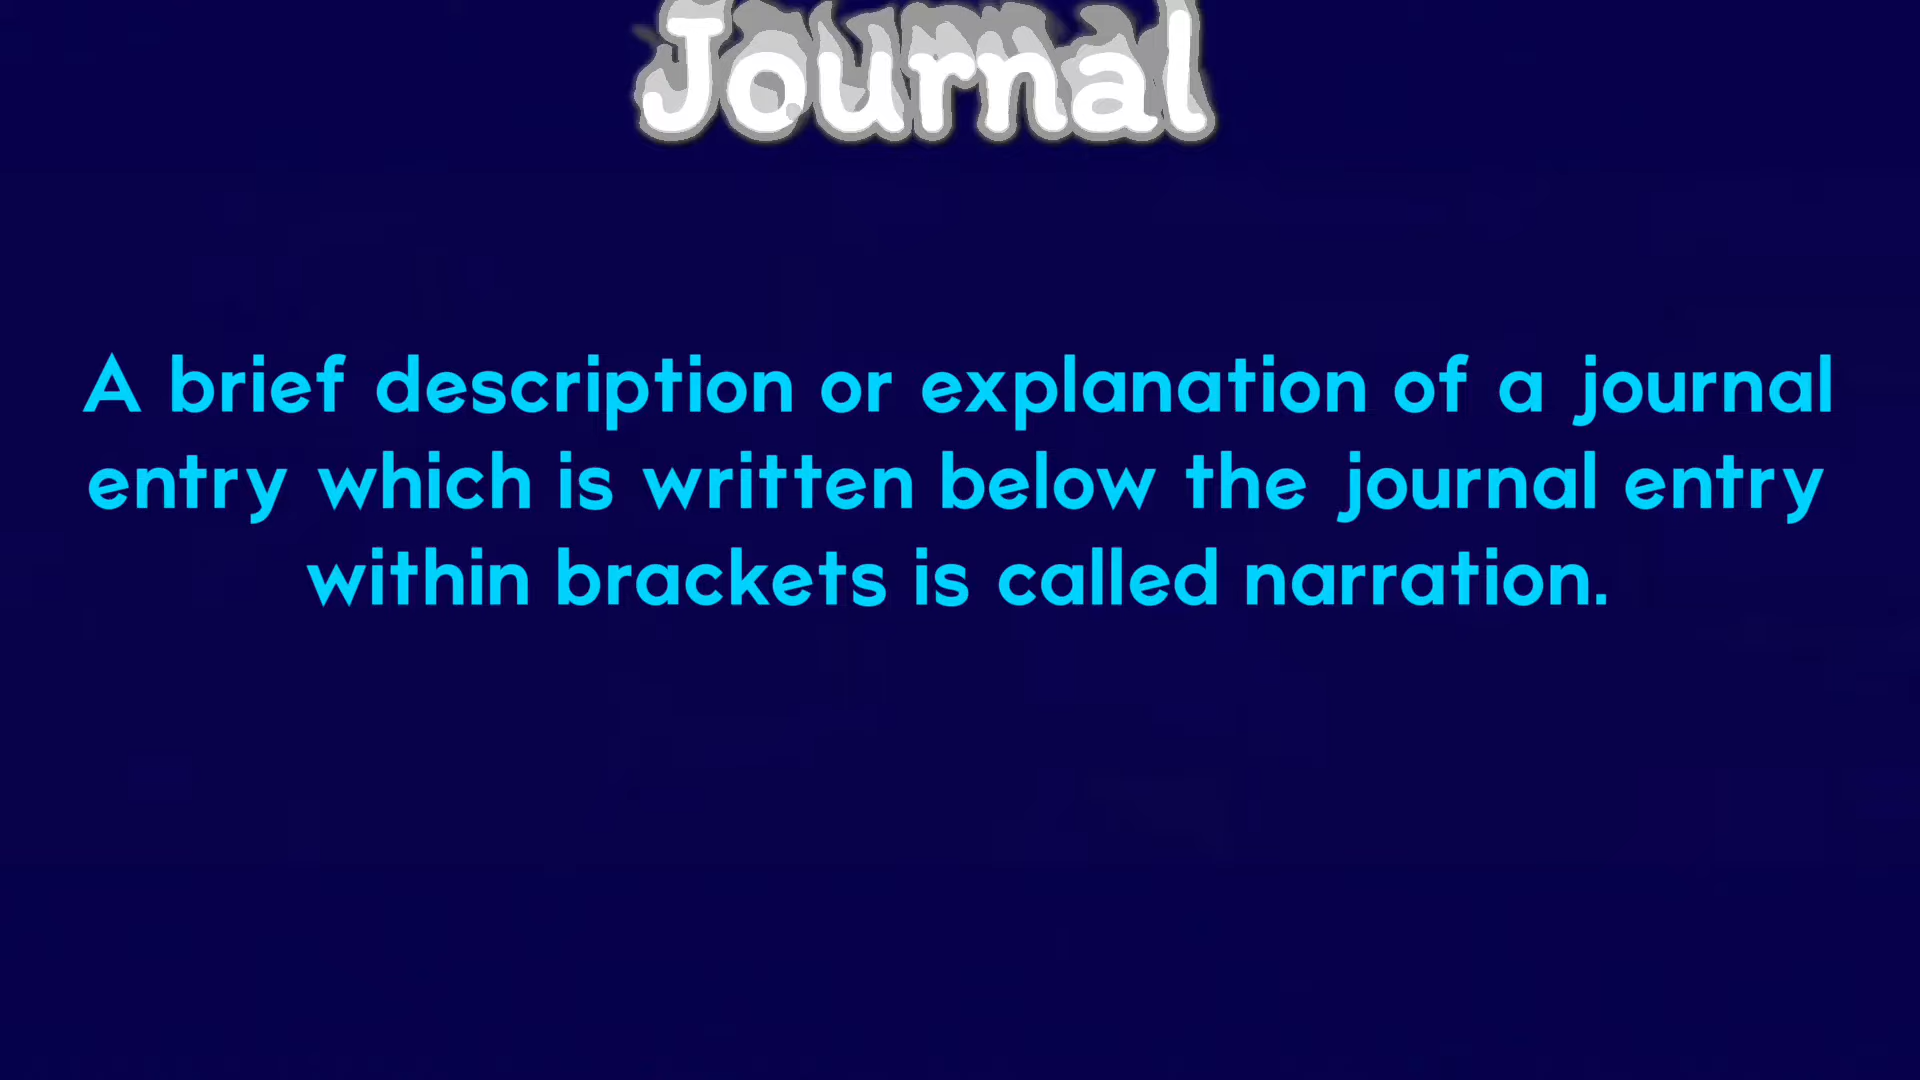 Journal
A brief description or explanation of a journal
entry which is written below the journal entry
within brackets is called narration.